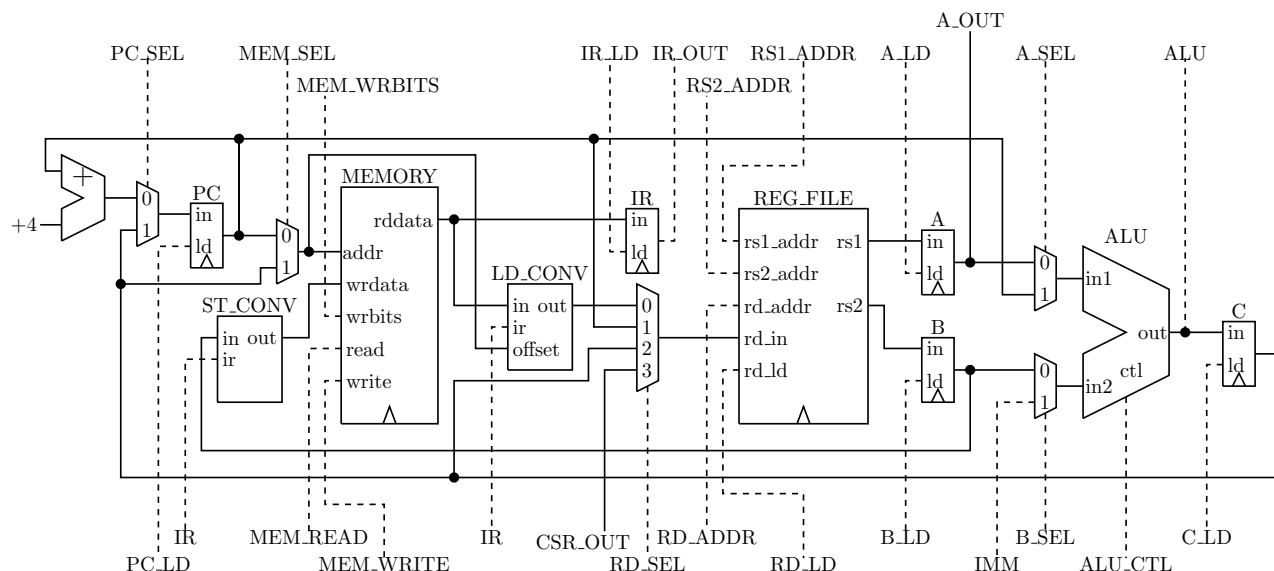 A_OUT
PC_SEL MEM_SEL IR_LD IR_OUT RS1_ADDR A_LD A_SEL ALU
MEM_WRBITS RS2_ADDR
+
+4
0
1
PC
in
ld
0
1
MEMORY
rddata
addr
wrdata
wrbits
read
write
ST_CONV
in out
ir
IR
in
ld
LD_CONV
in out
ir
offset
0
1
2
3
REG_FILE
rs1_addr rs1
rs2_addr
rd_addr rs2
rd_in
rd_ld
A
in
ld
B
in
ld
0
1
0
1
ALU
in1
out
ctl
in2
C
in
ld
IR MEM_READ IR CSR_OUT RD_ADDR B_LD B_SEL C_LD
PC_LD MEM_WRITE RD_SEL RD_LD IMM ALU_CTL